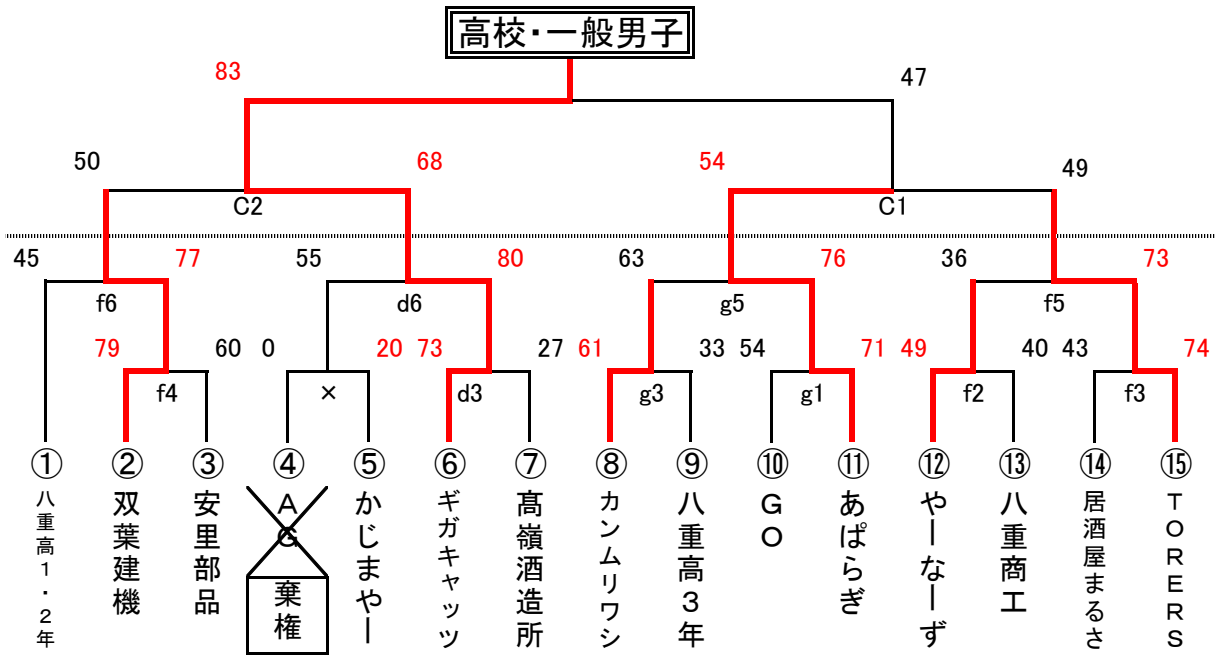 高校・一般男子
83 47
50 68 54 49
C2 C1
45 77 55 80 63 76 36 73
f6 d6 g5 f5
79 60 0 20 73 27 61 33 54 71 49 40 43 74
f4 × d3 g3 g1 f2 f3
① ② ③ ④ ⑤ ⑥ ⑦ ⑧ ⑨ ⑩ ⑪ ⑫ ⑬ ⑭ ⑮
八重高1・2年
双葉建機
安里部品
AG
棄権
かじまやー
ギガキャッツ
髙嶺酒造所
カンムリワシ
八重高3年
GO
あぱらぎ
やーなーず
八重商工
居酒屋まるさ
TORERS